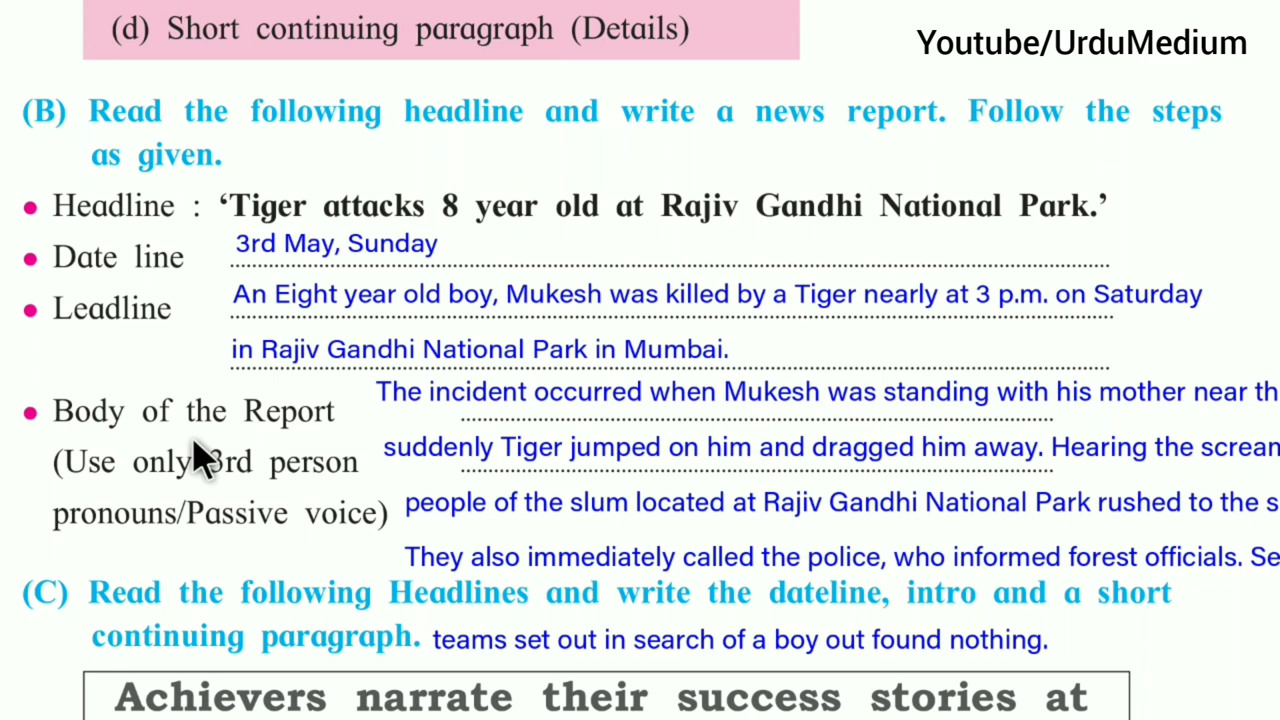 (d) Short continuing paragraph (Details)
Youtube/UrduMedium
(B) Read the following headline and write a news report. Follow the steps
as given.
• Headline : ‘Tiger attacks 8 year old at Rajiv Gandhi National Park.’
• Date line 3rd May, Sunday
• Leadline An Eight year old boy, Mukesh was killed by a Tiger nearly at 3 p.m. on Saturday
in Rajiv Gandhi National Park in Mumbai.
The incident occurred when Mukesh was standing with his mother near
• Body of the Report
suddenly Tiger jumped on him and dragged him away. Hearing the
(Use only 3rd person
people of the slum located at Rajiv Gandhi National Park rushed to the
pronouns/Passive voice)
They also immediately called the police, who informed forest officials.
(C) Read the following Headlines and write the dateline, intro and a short
continuing paragraph. teams set out in search of a boy out found nothing.
Achievers narrate their success stories at